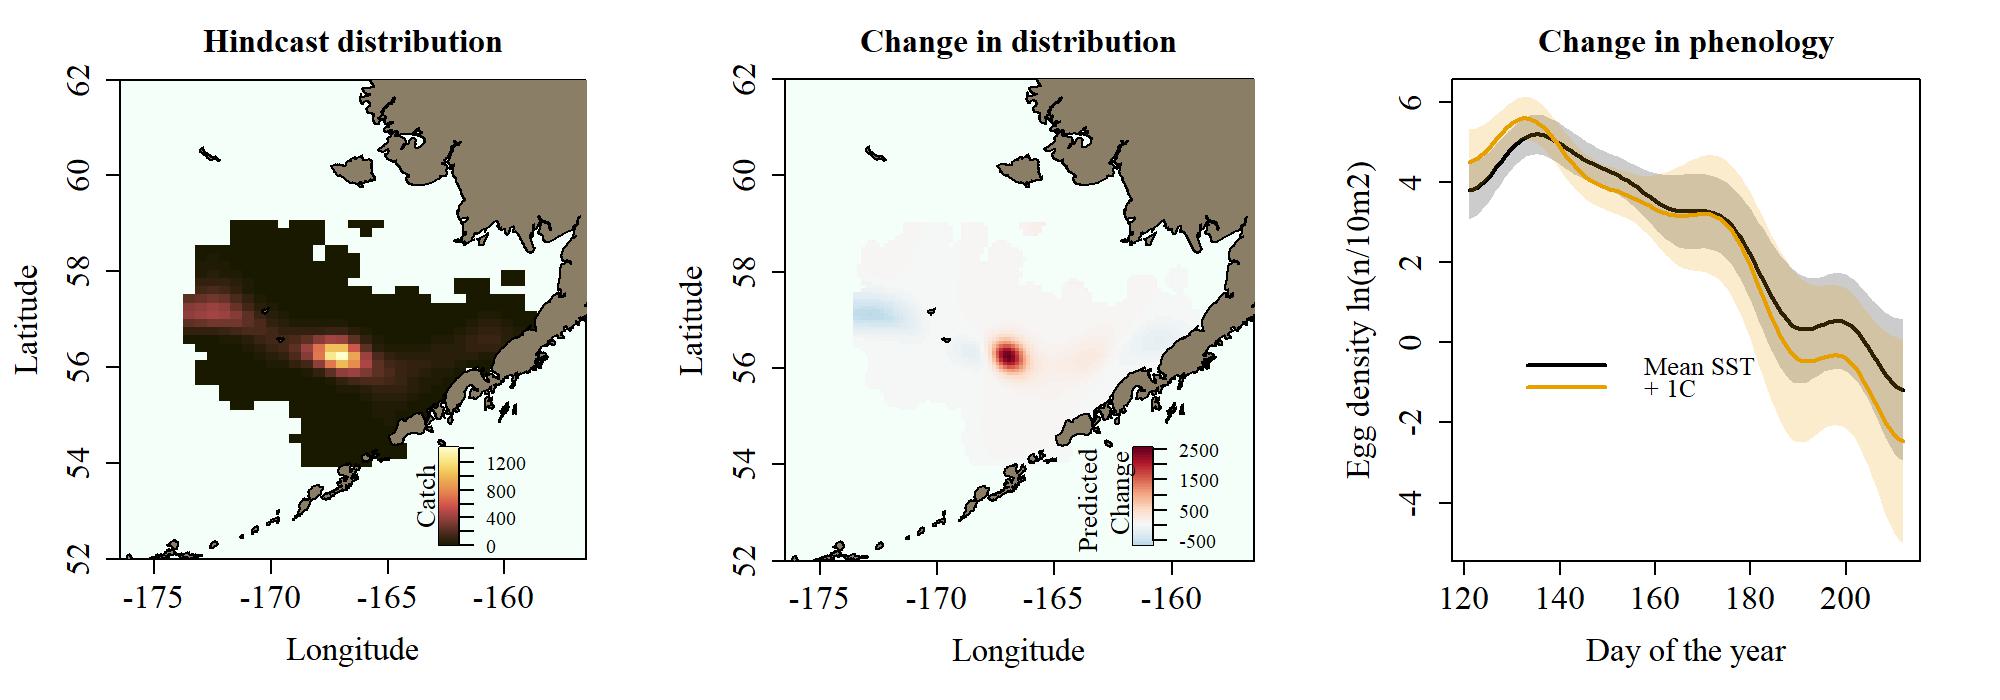 Hindcast distribution
62
60
58
56
54
52
Latitude
-175
-170
-165
-160
Longitude
Catch
1200
800
400
0
Change in distribution
62
60
58
56
54
52
Latitude
-175
-170
-165
-160
Longitude
Predicted
Change
2500
1500
500
-500
Change in phenology
6
4
2
0
-2
-4
Egg density ln(n/10m2)
Mean SST
+ 1C
120
140
160
180
200
Day of the year